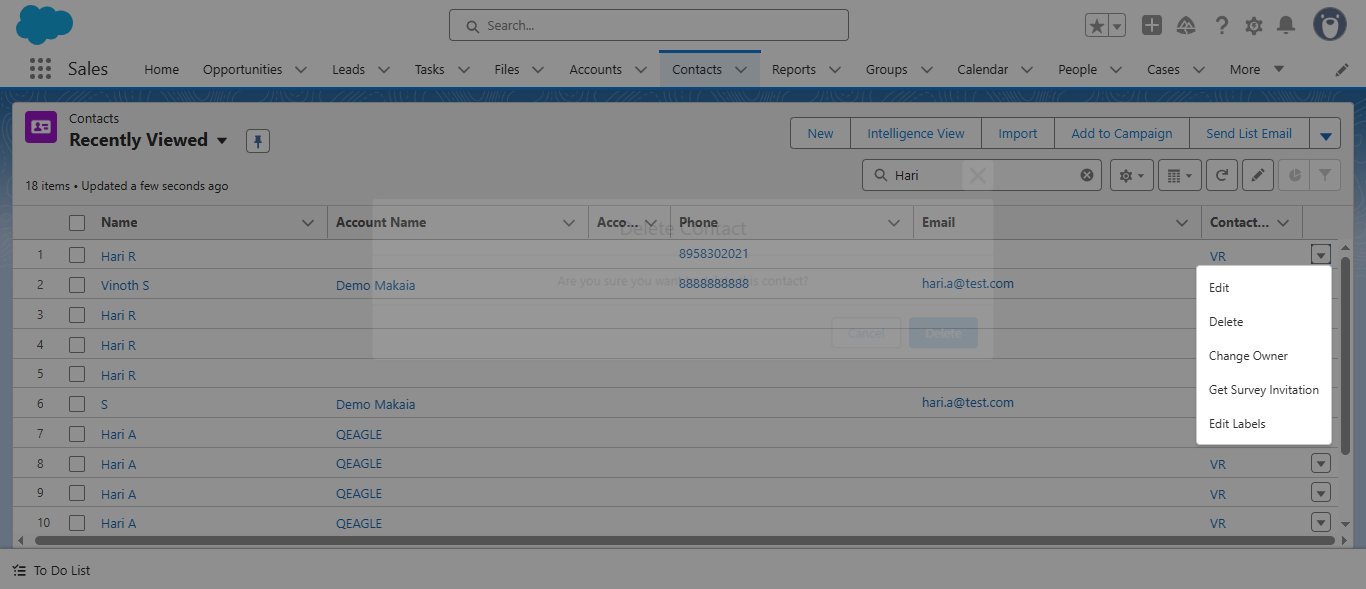 Search...
Sales Home Opportunities Leads Tasks Files Accounts Contacts Reports Groups Calendar People Cases More
Contacts
Recently Viewed
New Intelligence View Import Add to Campaign Send List Email
18 items • Updated a few seconds ago
Hari
Name Account Name Acco... Phone Email Contact...
Delete Contact
1 Hari R 8958302021 VR
Are you sure you want to delete this contact?
2 Vinoth S Demo Makaia 8888888888 hari.a@test.com
3 Hari R
Cancel Delete
4 Hari R
5 Hari R
6 S Demo Makaia hari.a@test.com
7 Hari A QEAGLE
8 Hari A QEAGLE VR
9 Hari A QEAGLE VR
10 Hari A QEAGLE VR
Edit
Delete
Change Owner
Get Survey Invitation
Edit Labels
To Do List